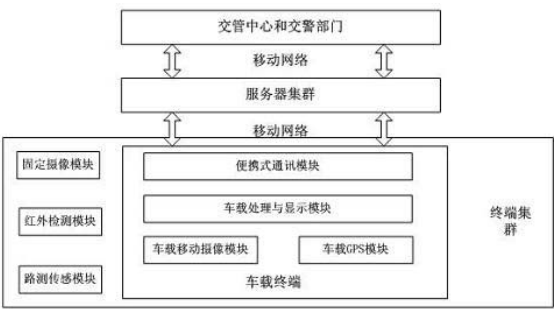 交管中心和交警部门
移动网络
服务器集群
移动网络
固定摄像模块
便携式通讯模块
车载处理与显示模块
红外检测模块
终端集
群
车载移动摄像模块
车载GPS模块
路测传感模块
车载终端